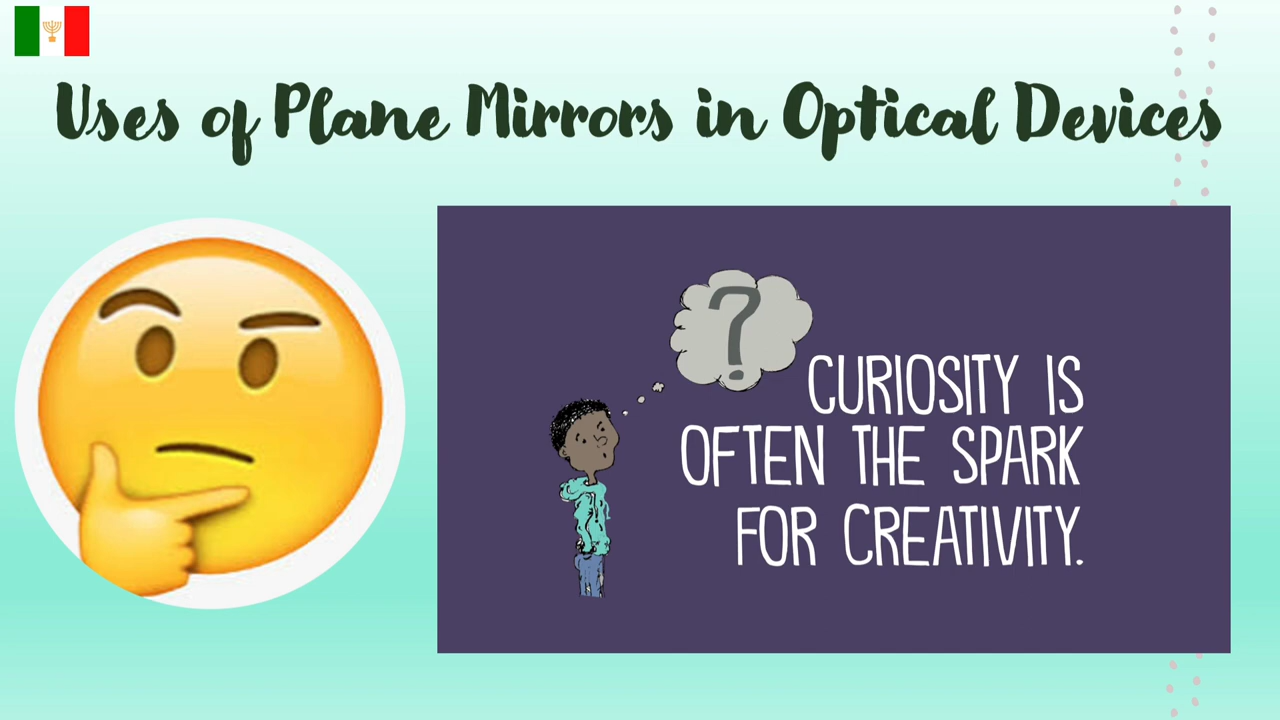 Uses of Plane Mirrors in Optical Devices
?
CURIOSITY IS
OFTEN THE SPARK
FOR CREATIVITY.